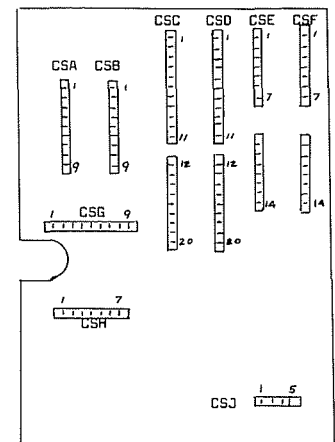 CSC CSD CSE CSF
1 1 1 1
CSA CSB
1 1
7 7
11 11
12 12
9 9
14 14
1 CSG 9
20 20
1 7
CSH
1 5
CSJ